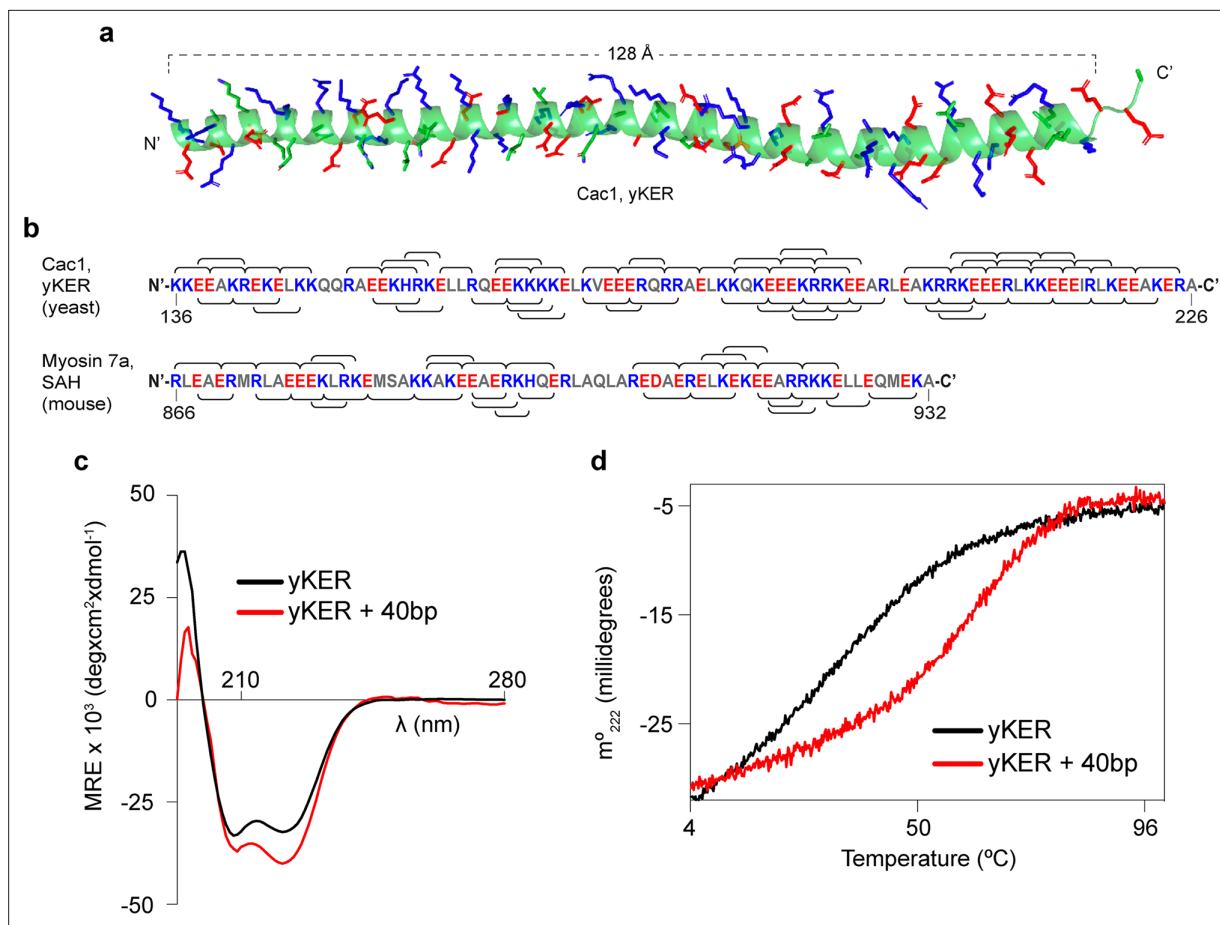 a
128 Å
N'
C'
Cac1, yKER
b
Cac1,
yKER
(yeast)
N'-KKEEAKREKELKKQQRAEEKHRKELLRQEEKKKKELKVEEERQRRAELKKQKEEEKRRKEEARLEAKRRKEEERLKKEEEIRLKEEAKERA-C'
136
226
Myosin 7a,
SAH
(mouse)
N'-RLEAERMRLAEEEKLRKEMSAKKAKEEAERKHQERLAQLAREDAERELKEKEEARRKKELLEQMEKA-C'
866
932
c
50
25
0
-25
-50
MRE x 10³ (degxcm²xdmol⁻¹)
yKER
yKER + 40bp
210
280
λ (nm)
d
-5
-15
-25
mº₂₂₂ (millidegrees)
yKER
yKER + 40bp
4
50
96
Temperature (ºC)